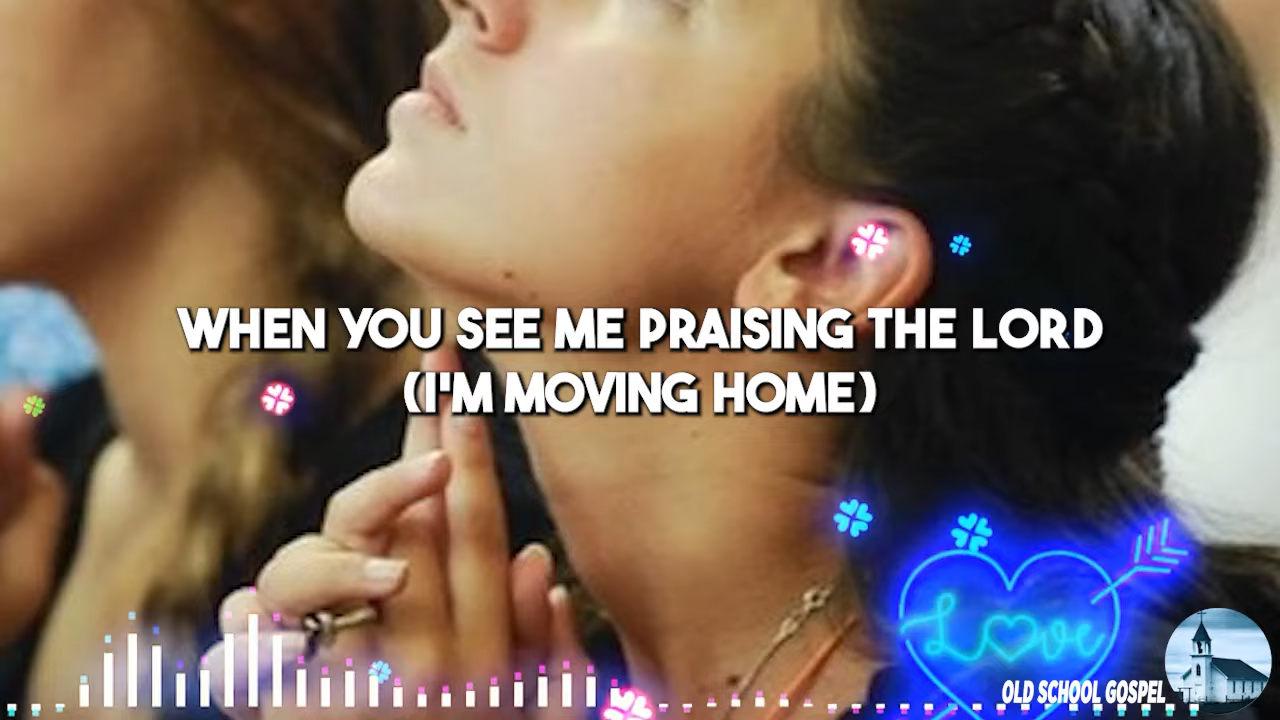 WHEN YOU SEE ME PRAISING THE LORD
(I'M MOVING HOME)
Love
OLD SCHOOL GOSPEL